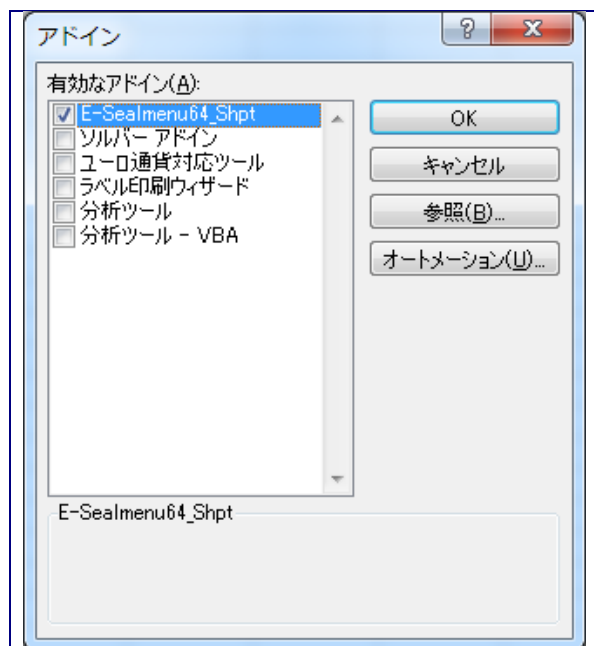 アドイン
有効なアドイン(A):
E-Sealmenu64_Shpt
ソルバー アドイン
ユーロ通貨対応ツール
ラベル印刷ウィザード
分析ツール
分析ツール - VBA
OK
キャンセル
参照(B)...
オートメーション(U)...
E-Sealmenu64_Shpt